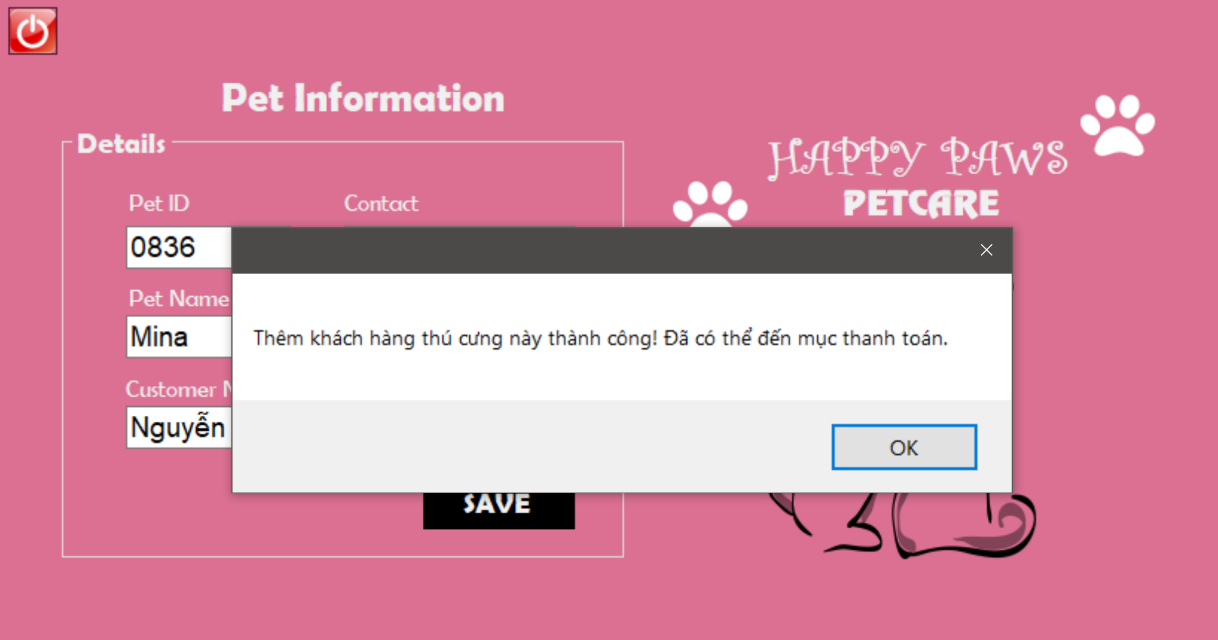 Pet Information
Details
HAPPY PAWS
PETCARE
Pet ID
Contact
0836
Pet Name
Mina
Customer
Nguyễn
Thêm khách hàng thú cưng này thành công! Đã có thể đến mục thanh toán.
OK
SAVE